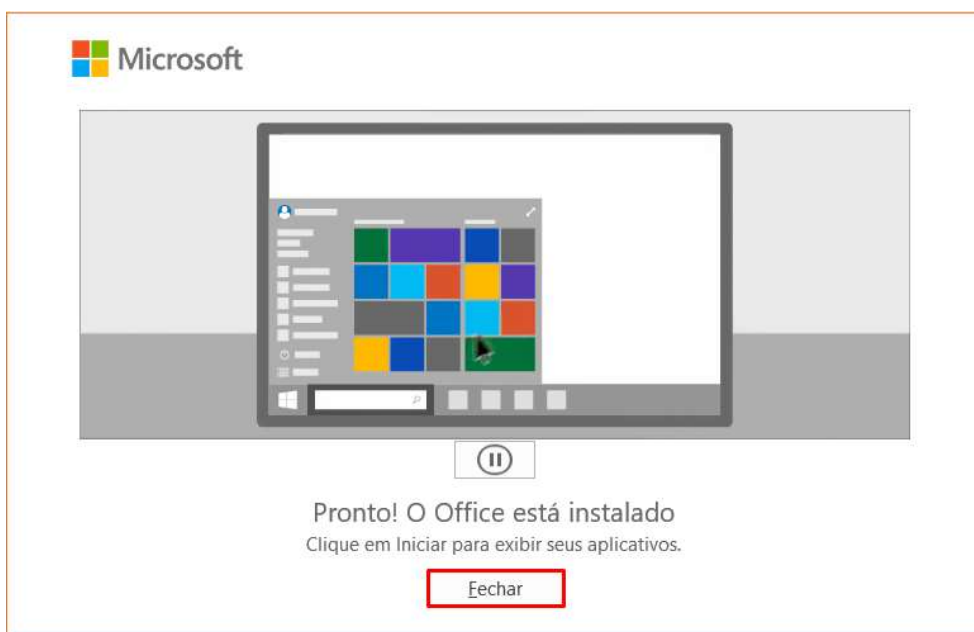 Microsoft
Pronto! O Office está instalado
Clique em Iniciar para exibir seus aplicativos.
Fechar